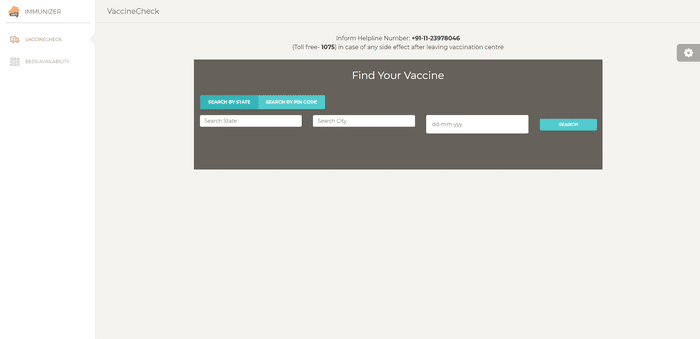 IMMUNIZER
VaccineCheck
VACCINECHECK
BEDS AVAILABILITY
Inform Helpline Number: +91-11-23978046
(Toll free- 1075) in case of any side effect after leaving vaccination centre
Find Your Vaccine
SEARCH BY STATE
SEARCH BY PIN CODE
Search State
Search City
dd-mm-yyy
SEARCH